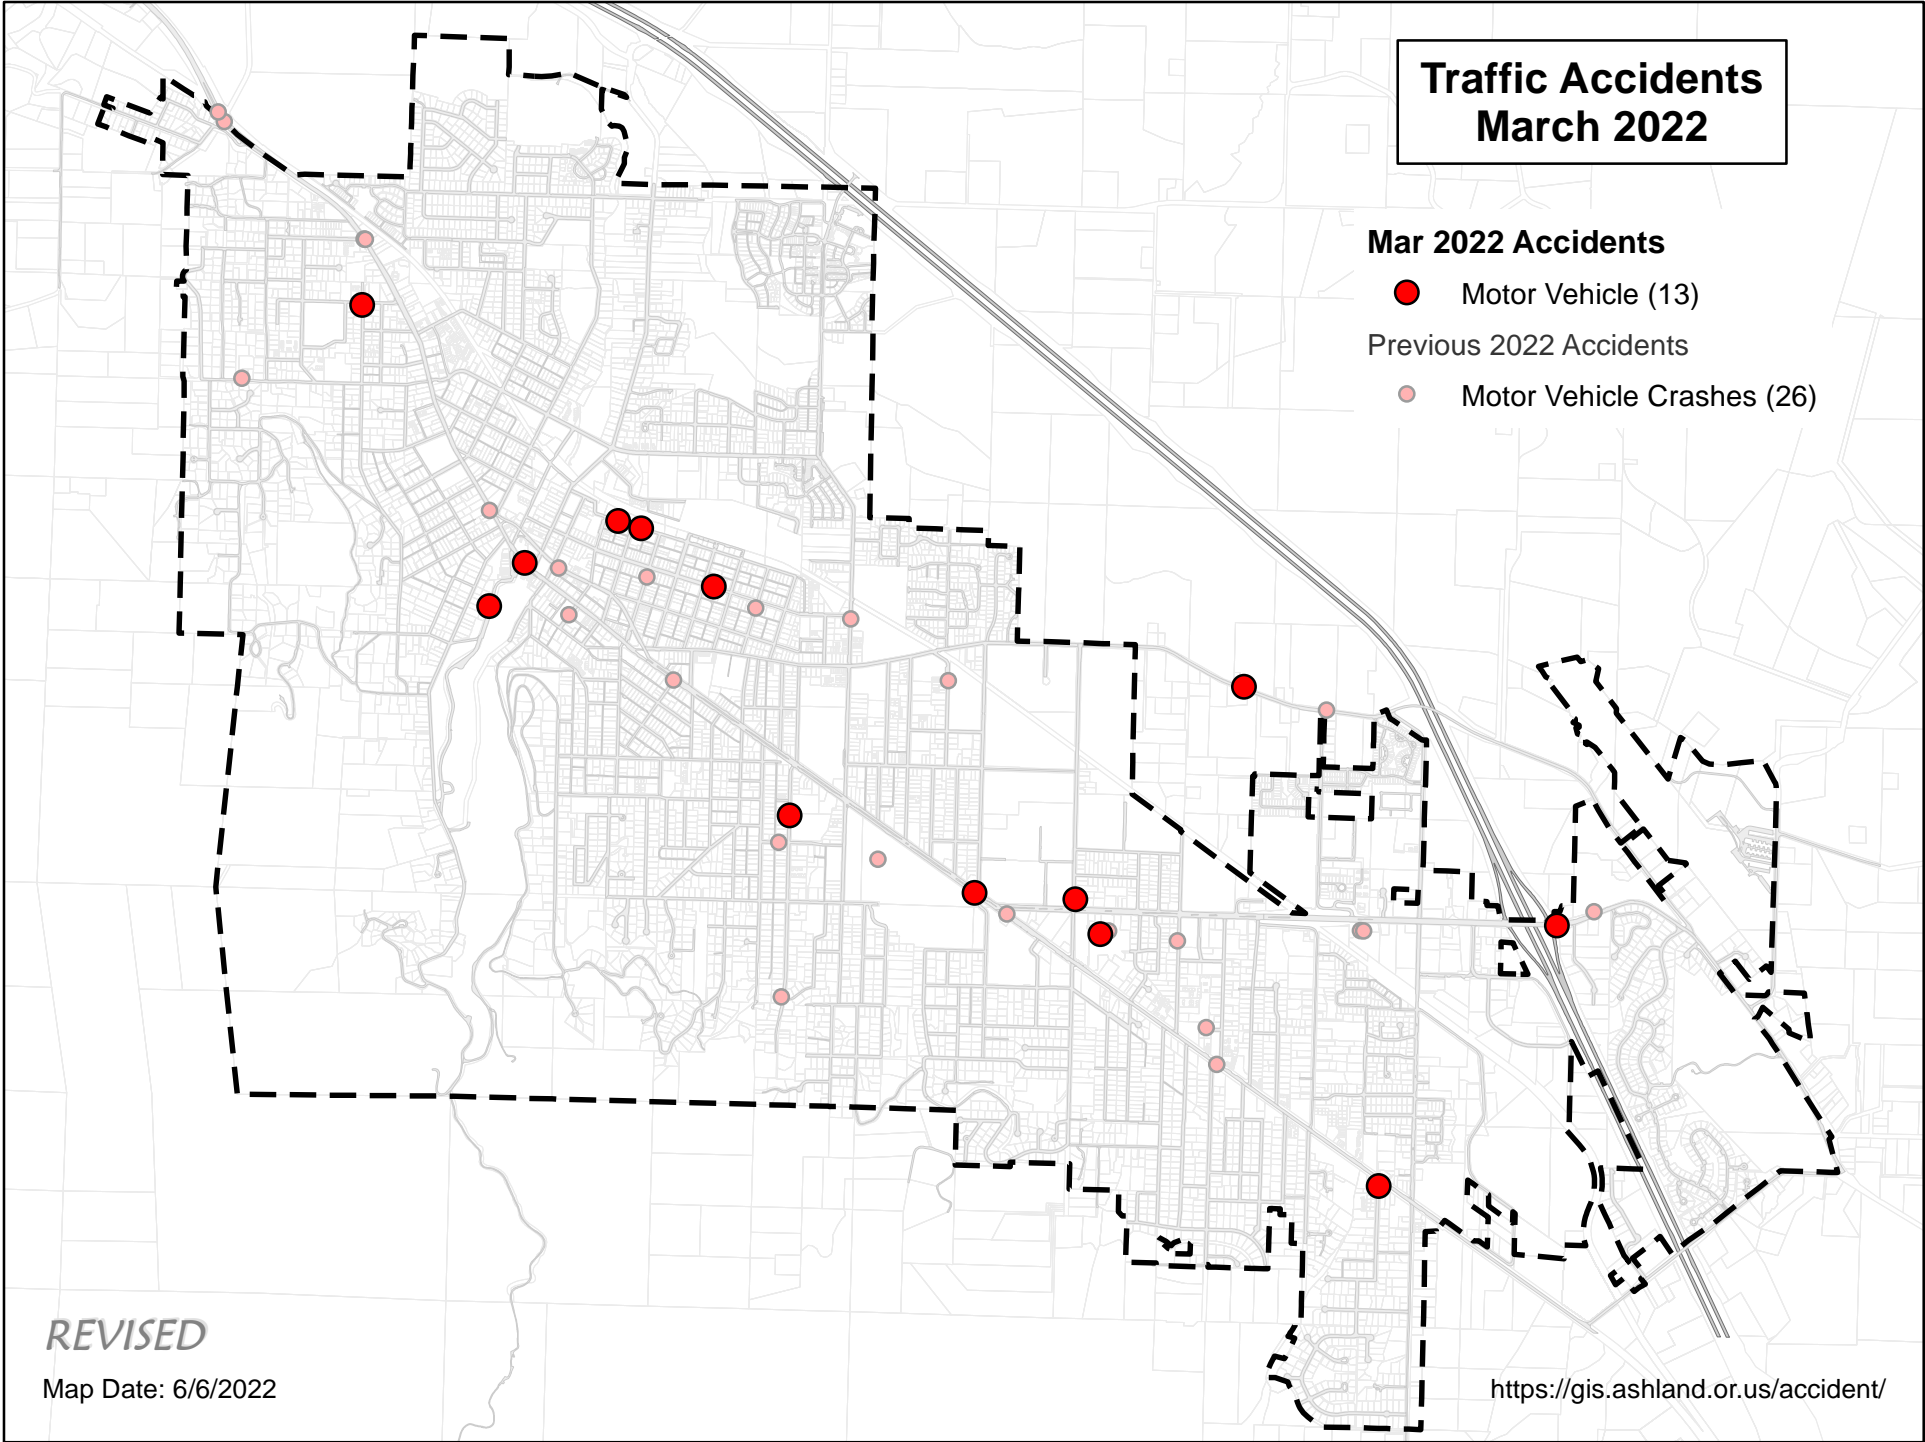 Traffic Accidents
March 2022
Mar 2022 Accidents
Motor Vehicle (13)
Previous 2022 Accidents
Motor Vehicle Crashes (26)
REVISED
Map Date: 6/6/2022
https://gis.ashland.or.us/accident/